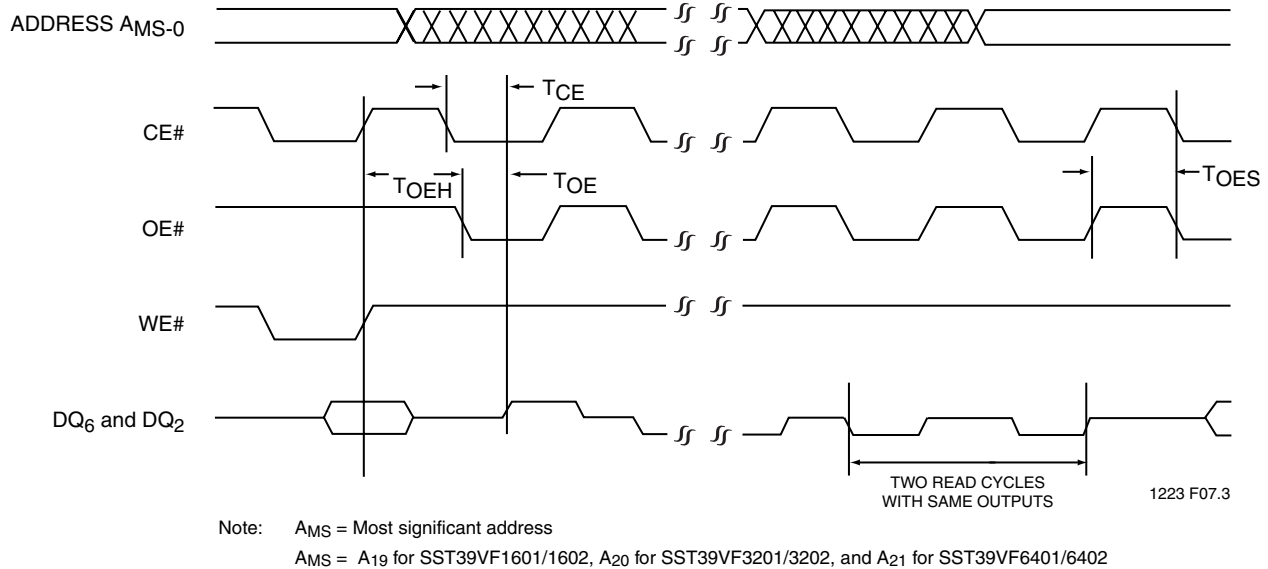 ADDRESS AMS-0
TCE
CE#
TOEH
TOE
TOES
OE#
WE#
DQ6 and DQ2
TWO READ CYCLES
WITH SAME OUTPUTS
1223 F07.3
Note: AMS = Most significant address
AMS = A19 for SST39VF1601/1602, A20 for SST39VF3201/3202, and A21 for SST39VF6401/6402